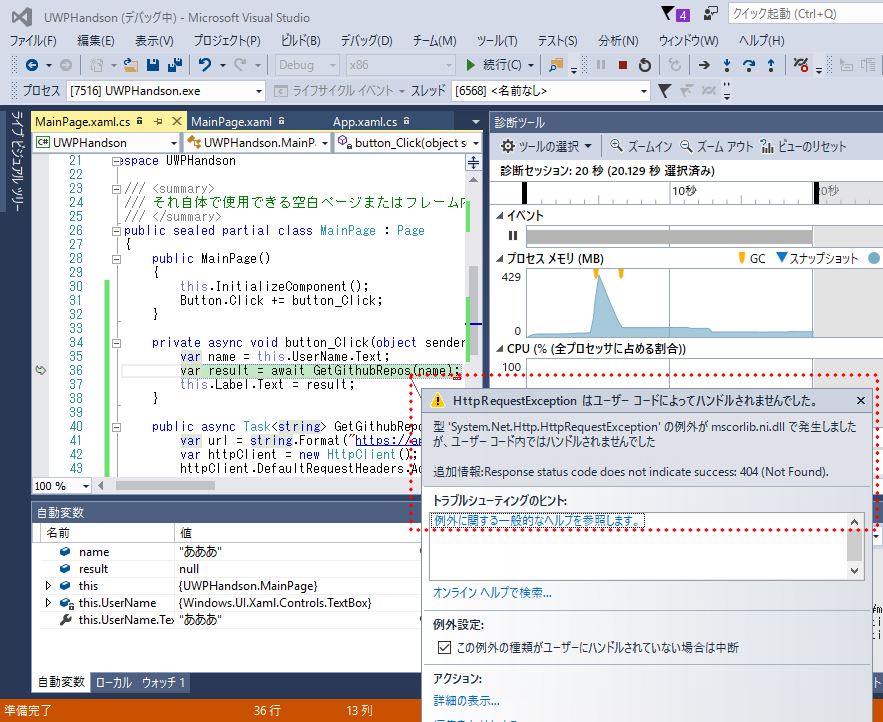 UWPHandson (デバッグ中) - Microsoft Visual Studio
4
クイック起動 (Ctrl+Q)
ファイル(F) 編集(E) 表示(V) プロジェクト(P) ビルド(B) デバッグ(D) チーム(M) ツール(T) テスト(S) 分析(N) ウィンドウ(W) ヘルプ(H)
Debug x86 続行(C)
プロセス [7516] UWPHandson.exe ライフサイクル イベント スレッド [6568] <名前なし>
ライブ ビジュアル ツリー
MainPage.xaml.cs MainPage.xaml App.xaml.cs
C# UWPHandson UWPHandson.MainP button_Click(object s
21 espace UWPHandson
22
23 /// <summary>
24 /// それ自体で使用できる空白ページまたはフレーム内
25 /// </summary>
26 public sealed partial class MainPage : Page
27 {
28 public MainPage()
29 {
30 this.InitializeComponent();
31 Button.Click += button_Click;
32 }
33
34 private async void button_Click(object sender
35 var name = this.UserName.Text;
36 var result = await GetGithubRepos(name);
37 this.Label.Text = result;
38 }
39
40 public async Task<string> GetGithubRepo
41 var url = string.Format("https://ap
42 var httpClient = new HttpClient();
43 httpClient.DefaultRequestHeaders.Ac
100 %
診断ツール
ツールの選択 ズームイン ズーム アウト ビューのリセット
診断セッション: 20 秒 (20.129 秒 選択済み)
10秒 20秒
イベント
プロセス メモリ (MB) GC スナップショット
429
0
CPU (% (全プロセッサに占める割合))
100
HttpRequestException はユーザー コードによってハンドルされませんでした。
型 'System.Net.Http.HttpRequestException' の例外が mscorlib.ni.dll で発生しました
が、ユーザー コード内ではハンドルされませんでした
追加情報:Response status code does not indicate success: 404 (Not Found).
トラブルシューティングのヒント:
例外に関する一般的なヘルプを参照します。
オンライン ヘルプで検索...
例外設定:
この例外の種類がユーザーにハンドルされていない場合は中断
アクション:
詳細の表示...
自動変数
名前 値
name "あああ"
result null
this {UWPHandson.MainPage}
this.UserName {Windows.UI.Xaml.Controls.TextBox}
this.UserName.Te "あああ"
自動変数 ローカル ウォッチ 1
準備完了 36 行 13 列